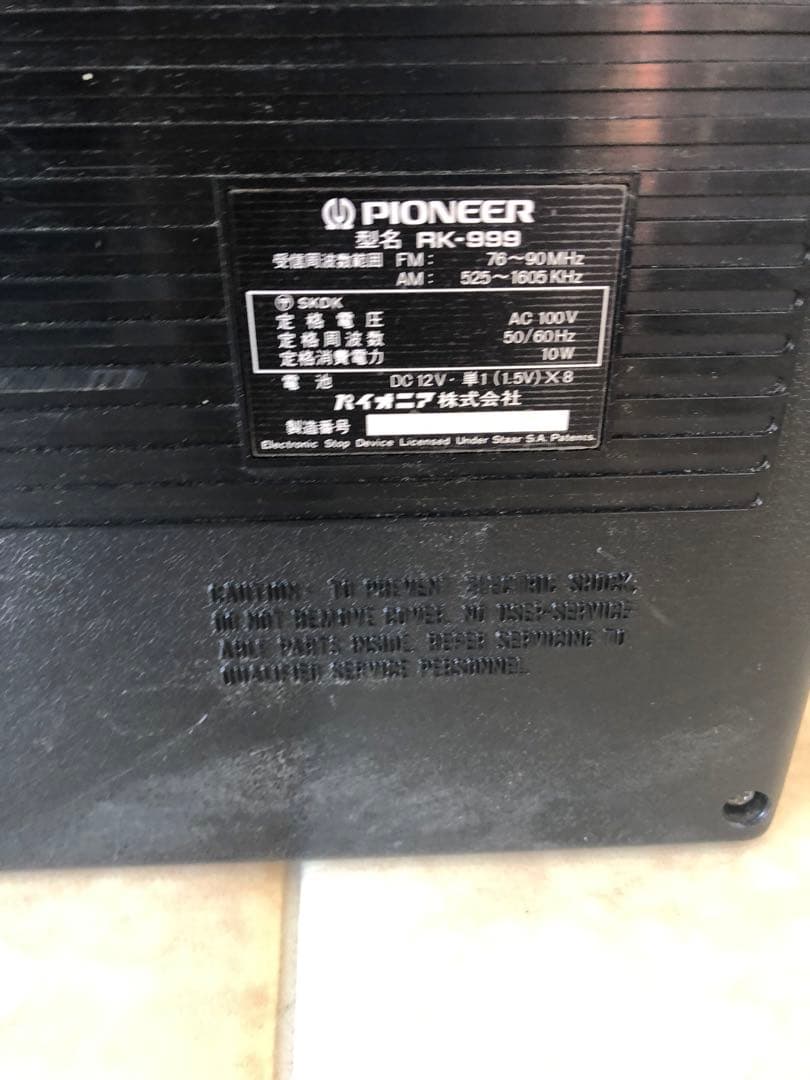 PIONEER
型名 RK-999
受信周波数範囲 FM: 76~90MHz
AM: 525~1605KHz
〒 SKDK
定格電圧 AC 100V
定格周波数 50/60Hz
定格消費電力 10W
電池 DC12V・単1(1.5V)×8
パイオニア株式会社
製造番号
Electronic Stop Device Licensed Under Staar S.A. Patents.
CAUTION: TO PREVENT ELECTRIC SHOCK,
DO NOT REMOVE COVER. NO USER-SERVICE
ABLE PARTS INSIDE. REFER SERVICING TO
QUALIFIED SERVICE PERSONNEL.